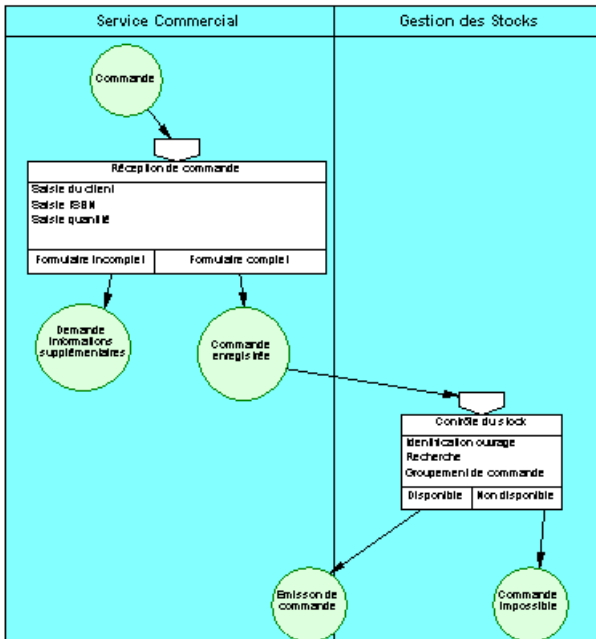 Service Commercial
Gestion des Stocks
Commande
Réception de commande
Saisie du client
Saisie ISBN
Saisie quantité
Formulaire incomplet
Formulaire complet
Demande
informations
supplémentaires
Commande
enregistrée
Contrôle du stock
Identification ouvrage
Recherche
Groupement de commande
Disponible
Non disponible
Emisson de
commande
Commande
impossible